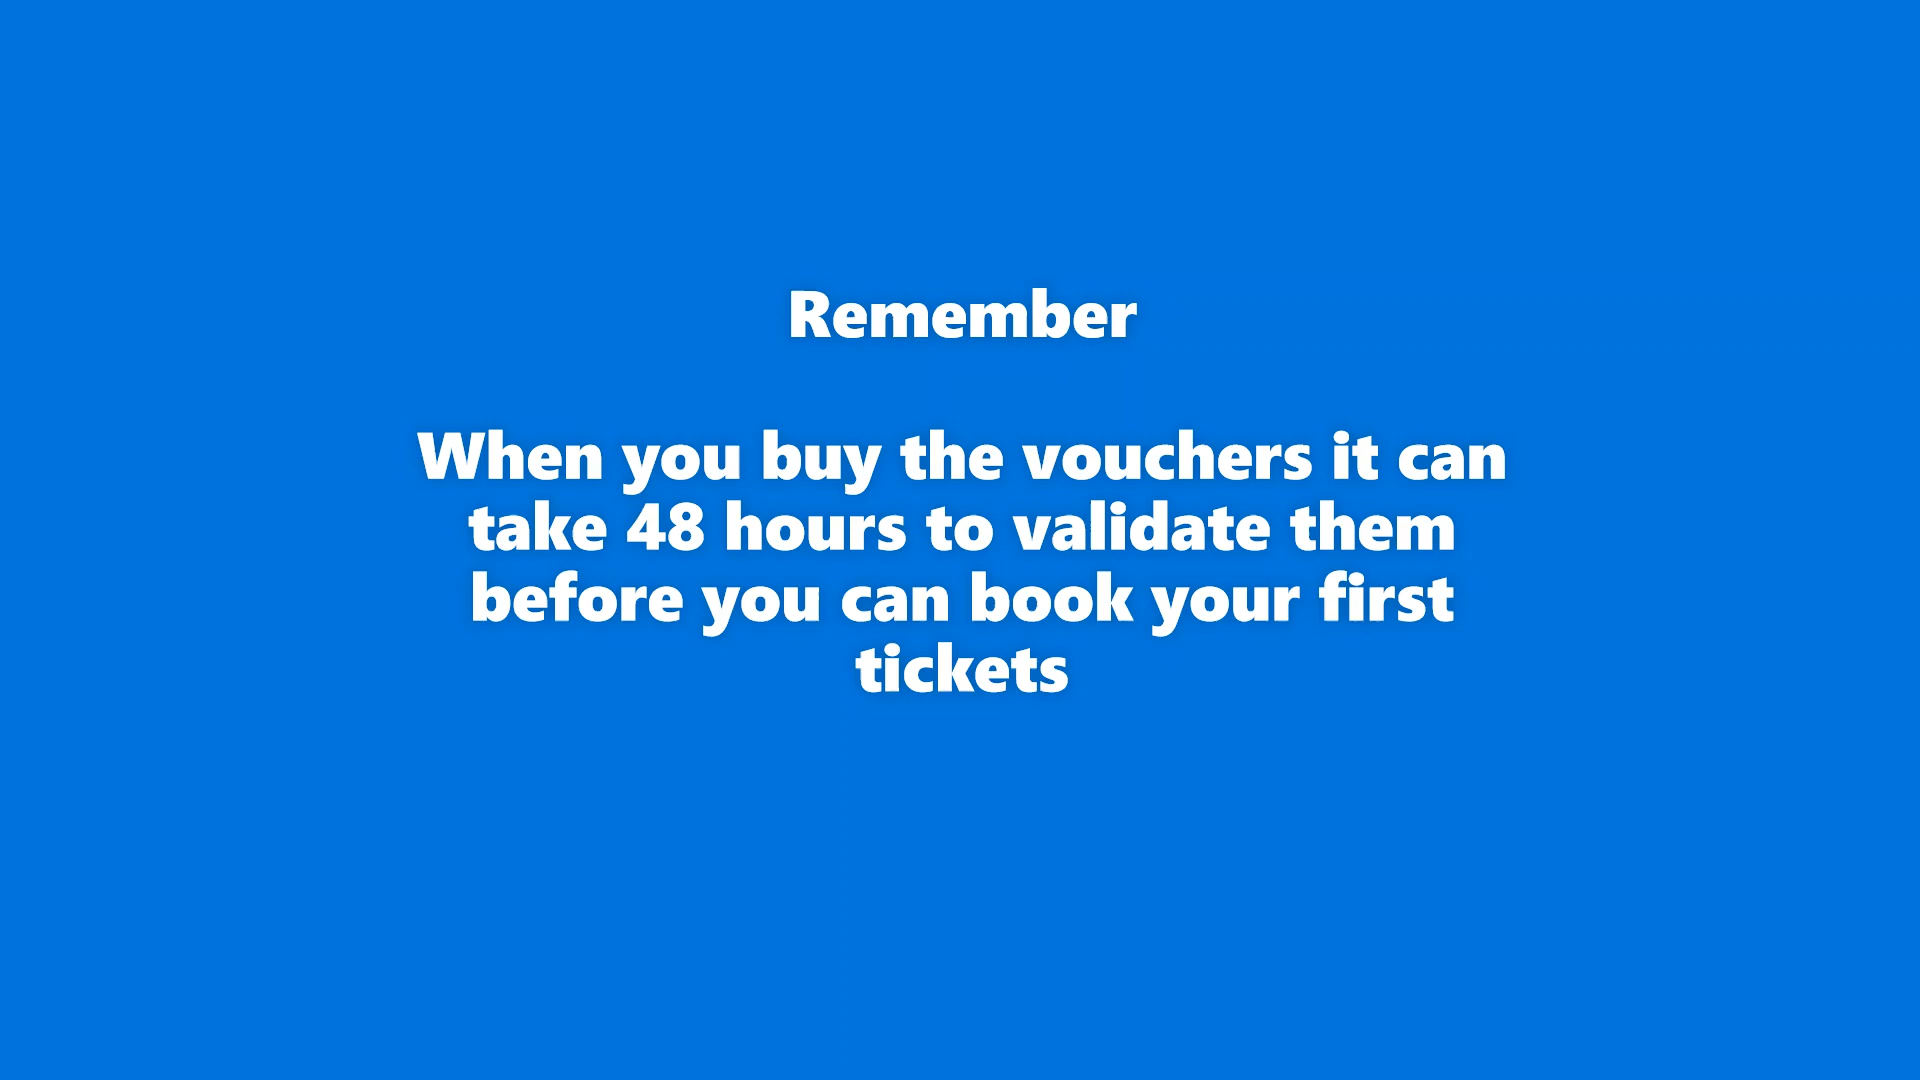 Remember
When you buy the vouchers it can
take 48 hours to validate them
before you can book your first
tickets